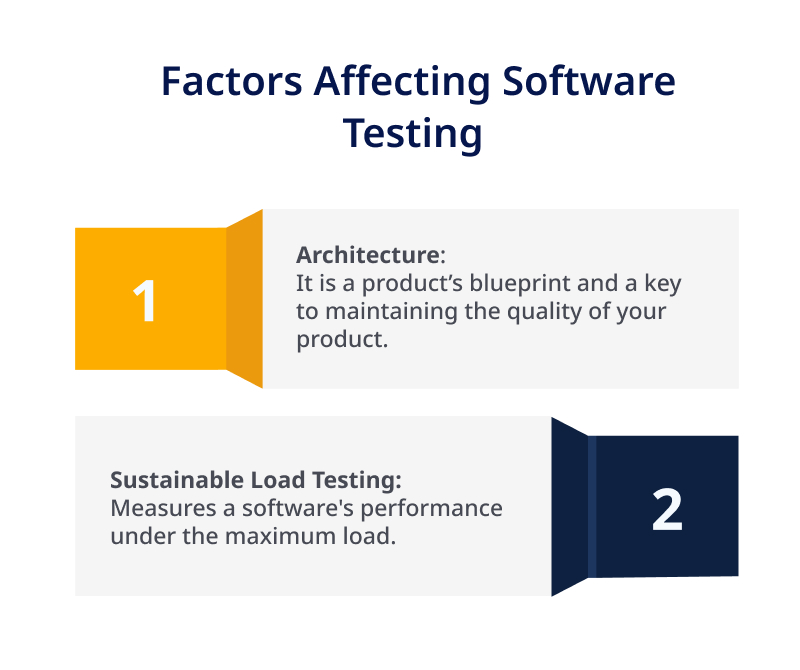 Factors Affecting Software
Testing
1
Architecture:
It is a product’s blueprint and a key
to maintaining the quality of your
product.
Sustainable Load Testing:
Measures a software's performance
under the maximum load.
2